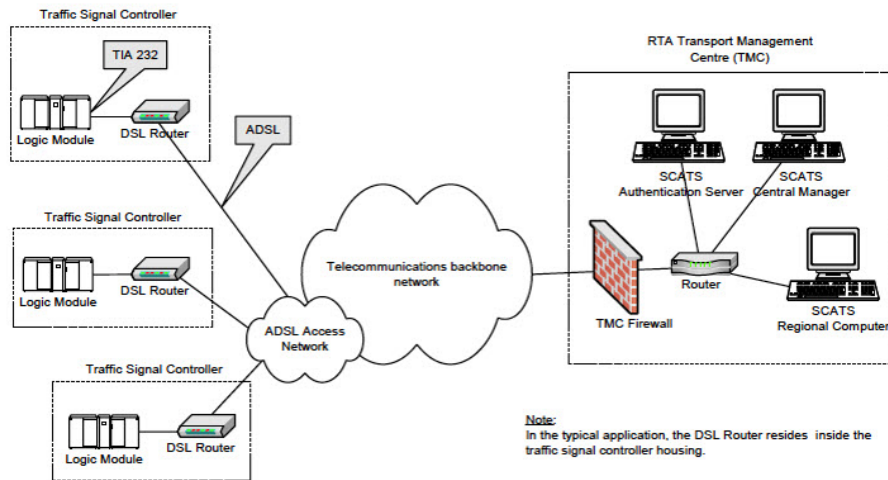 Traffic Signal Controller
TIA 232
Logic Module
DSL Router
ADSL
Traffic Signal Controller
Logic Module
DSL Router
Traffic Signal Controller
Logic Module
DSL Router
ADSL Access
Network
Telecommunications backbone
network
RTA Transport Management
Centre (TMC)
SCATS
Authentication Server
SCATS
Central Manager
TMC Firewall
Router
SCATS
Regional Computer
Note:
In the typical application, the DSL Router resides inside the
traffic signal controller housing.